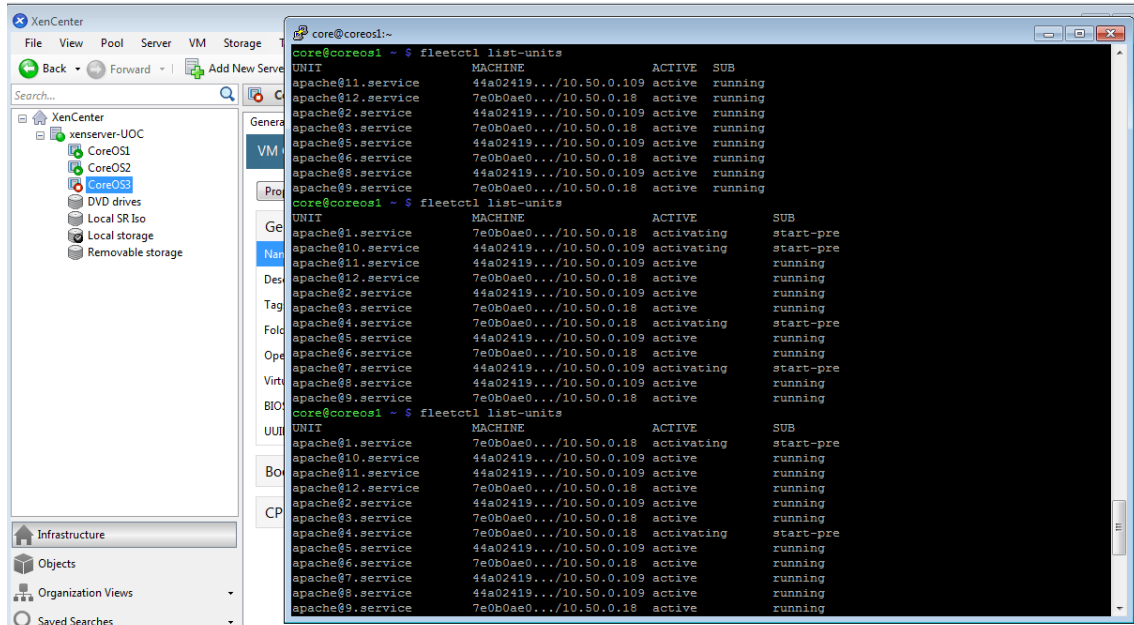 XenCenter
File View Pool Server VM Storage T
Back Forward Add New Serve
Search...
XenCenter
xenserver-UOC
CoreOS1
CoreOS2
CoreOS3
DVD drives
Local SR Iso
Local storage
Removable storage
Infrastructure
Objects
Organization Views
Saved Searches
C
Genera
VM
Prop
Ge
Nam
Desc
Tag
Fold
Ope
Virtu
BIOS
UUI
Boo
CP
core@coreos1:~
core@coreos1 ~ $ fleetctl list-units
UNIT MACHINE ACTIVE SUB
apache@11.service 44a02419.../10.50.0.109 active running
apache@12.service 7e0b0ae0.../10.50.0.18 active running
apache@2.service 44a02419.../10.50.0.109 active running
apache@3.service 7e0b0ae0.../10.50.0.18 active running
apache@5.service 44a02419.../10.50.0.109 active running
apache@6.service 7e0b0ae0.../10.50.0.18 active running
apache@8.service 44a02419.../10.50.0.109 active running
apache@9.service 7e0b0ae0.../10.50.0.18 active running
core@coreos1 ~ $ fleetctl list-units
UNIT MACHINE ACTIVE SUB
apache@1.service 7e0b0ae0.../10.50.0.18 activating start-pre
apache@10.service 44a02419.../10.50.0.109 activating start-pre
apache@11.service 44a02419.../10.50.0.109 active running
apache@12.service 7e0b0ae0.../10.50.0.18 active running
apache@2.service 44a02419.../10.50.0.109 active running
apache@3.service 7e0b0ae0.../10.50.0.18 active running
apache@4.service 7e0b0ae0.../10.50.0.18 activating start-pre
apache@5.service 44a02419.../10.50.0.109 active running
apache@6.service 7e0b0ae0.../10.50.0.18 active running
apache@7.service 44a02419.../10.50.0.109 activating start-pre
apache@8.service 44a02419.../10.50.0.109 active running
apache@9.service 7e0b0ae0.../10.50.0.18 active running
core@coreos1 ~ $ fleetctl list-units
UNIT MACHINE ACTIVE SUB
apache@1.service 7e0b0ae0.../10.50.0.18 activating start-pre
apache@10.service 44a02419.../10.50.0.109 active running
apache@11.service 44a02419.../10.50.0.109 active running
apache@12.service 7e0b0ae0.../10.50.0.18 active running
apache@2.service 44a02419.../10.50.0.109 active running
apache@3.service 7e0b0ae0.../10.50.0.18 active running
apache@4.service 7e0b0ae0.../10.50.0.18 activating start-pre
apache@5.service 44a02419.../10.50.0.109 active running
apache@6.service 7e0b0ae0.../10.50.0.18 active running
apache@7.service 44a02419.../10.50.0.109 active running
apache@8.service 44a02419.../10.50.0.109 active running
apache@9.service 7e0b0ae0.../10.50.0.18 active running